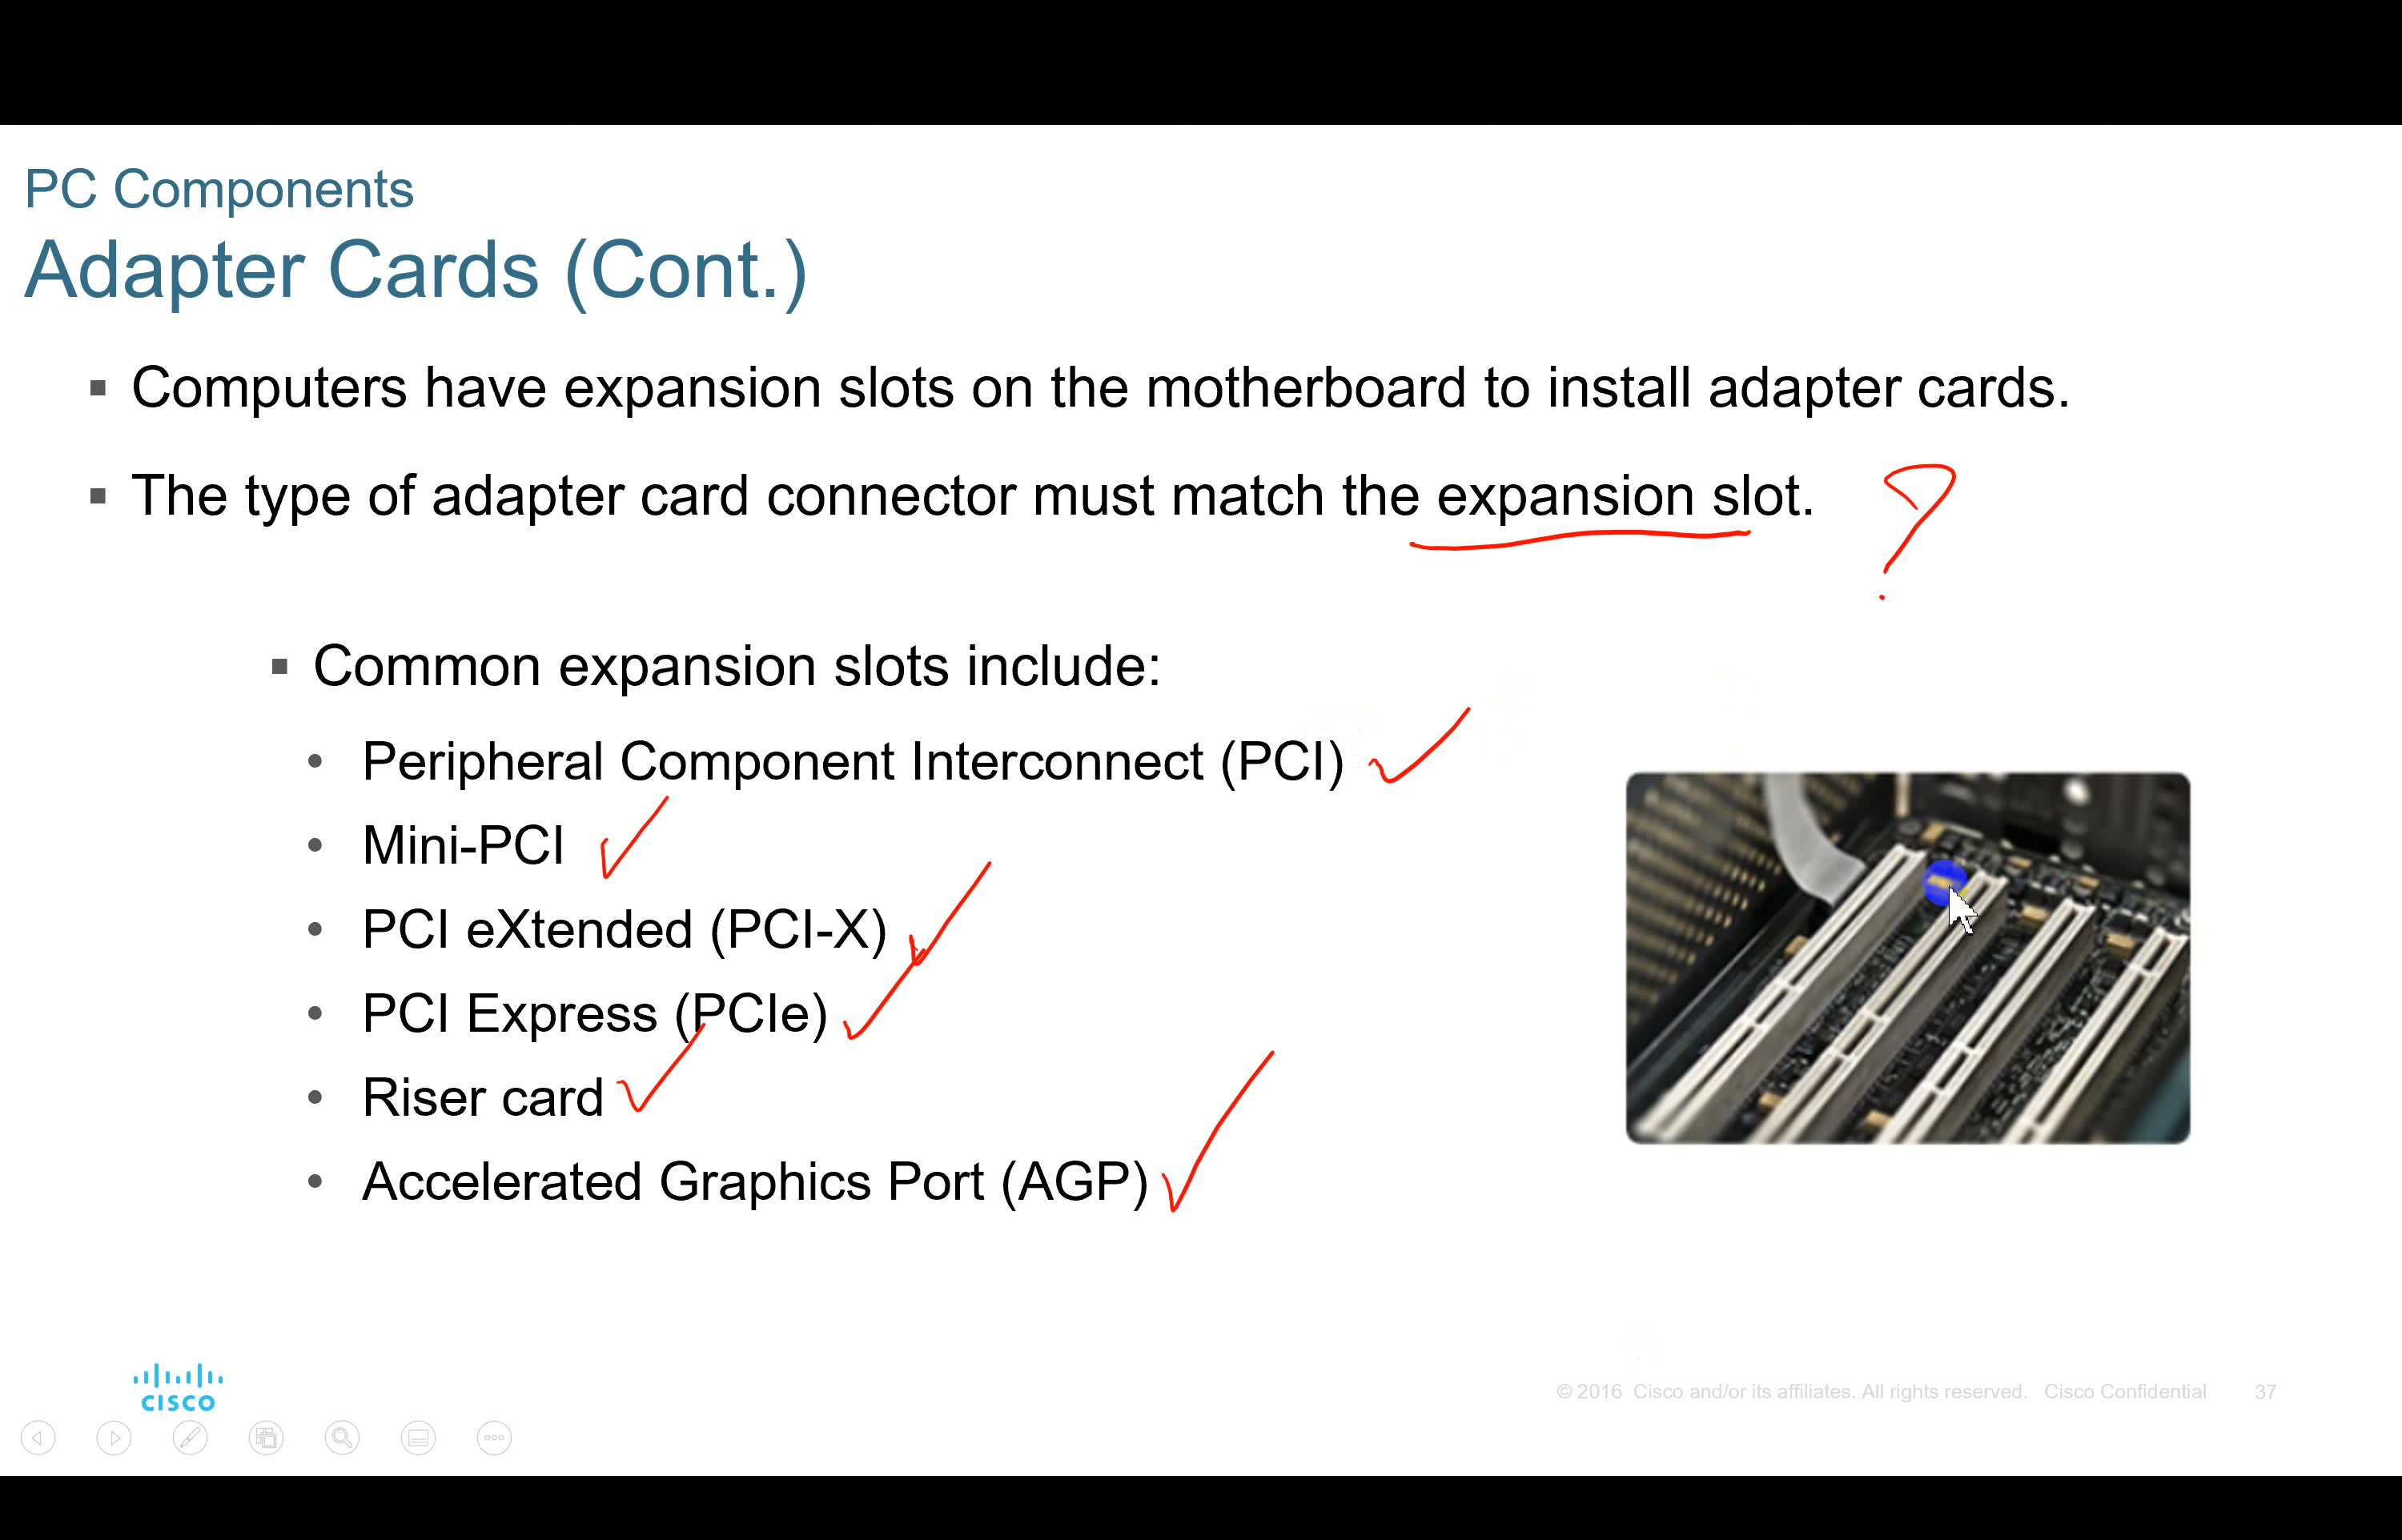 PC Components
Adapter Cards (Cont.)
Computers have expansion slots on the motherboard to install adapter cards.
The type of adapter card connector must match the expansion slot. ?
Common expansion slots include:
Peripheral Component Interconnect (PCI)
Mini-PCI
PCI eXtended (PCI-X)
PCI Express (PCIe)
Riser card
Accelerated Graphics Port (AGP)
CISCO
© 2016 Cisco and/or its affiliates. All rights reserved. Cisco Confidential 37